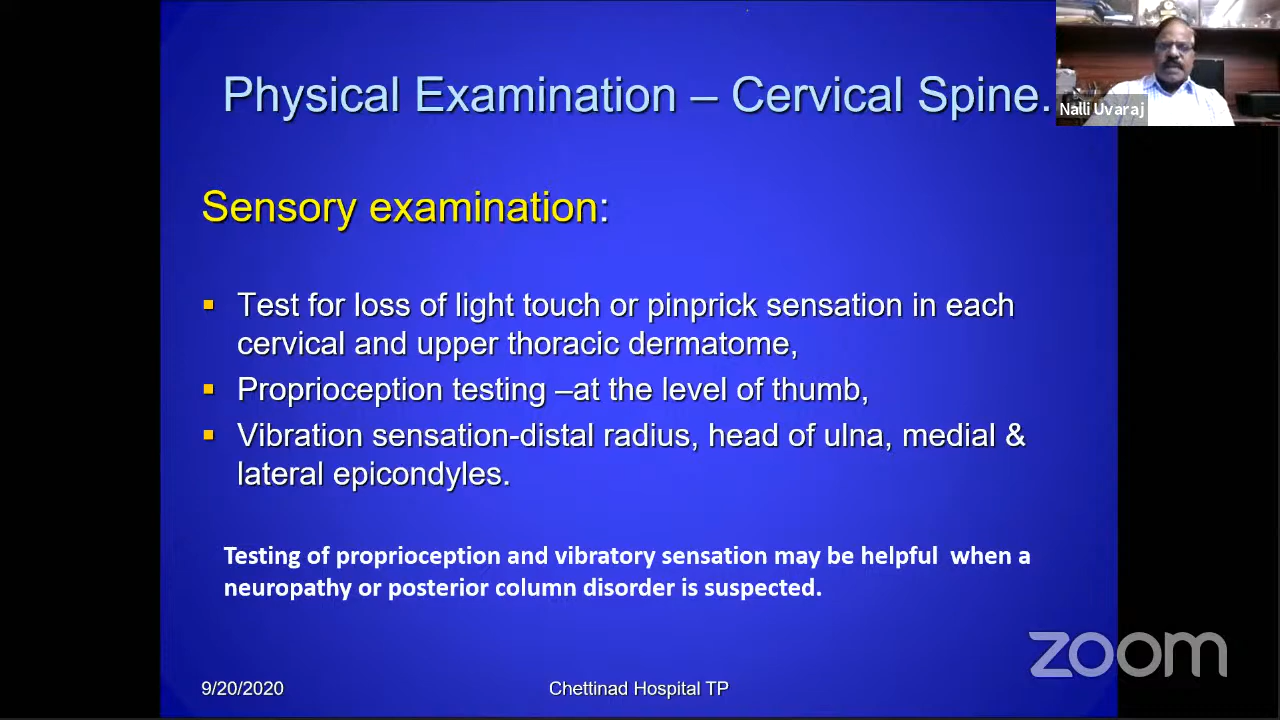 Physical Examination – Cervical Spine.
Nalli Uvaraj
Sensory examination:
▪ Test for loss of light touch or pinprick sensation in each
cervical and upper thoracic dermatome,
▪ Proprioception testing –at the level of thumb,
▪ Vibration sensation-distal radius, head of ulna, medial &
lateral epicondyles.
Testing of proprioception and vibratory sensation may be helpful when a
neuropathy or posterior column disorder is suspected.
zoom
9/20/2020
Chettinad Hospital TP